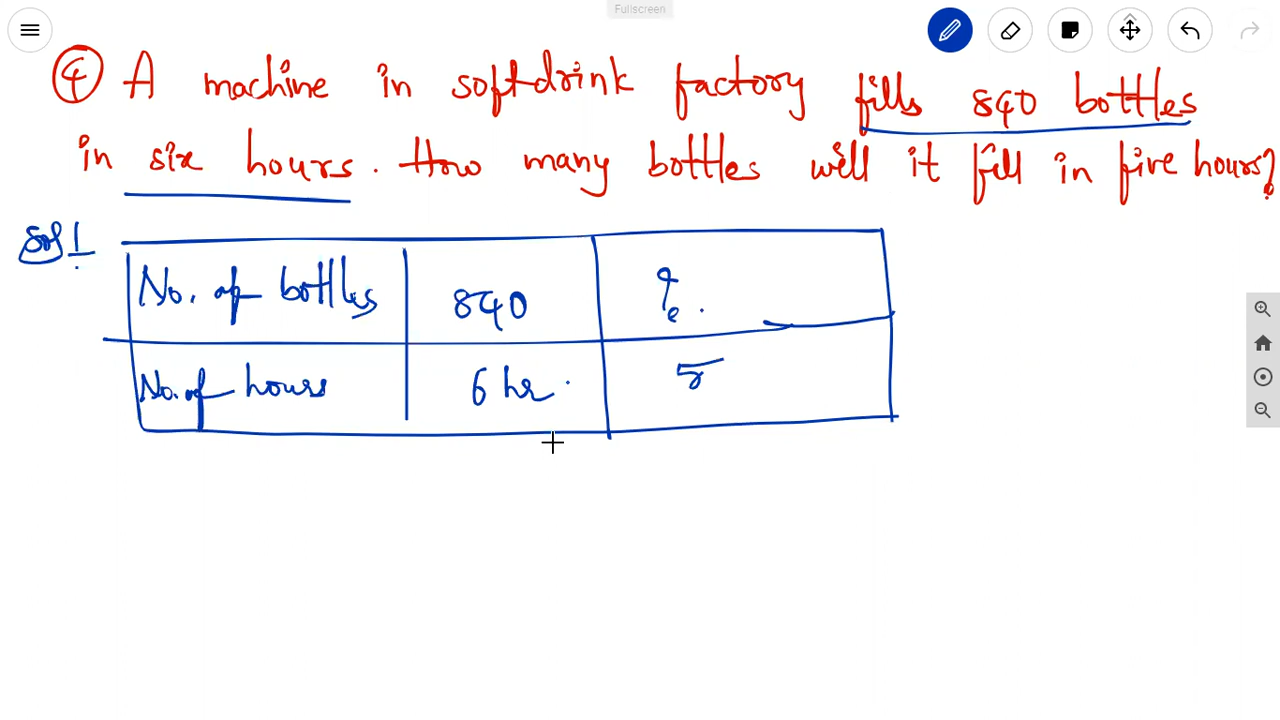 Fullscreen
④ A machine in softdrink factory fills 840 bottles
in six hours. How many bottles will it fill in five hours?
Sol!
No. of bottles 840 ?.
No. of hours 6 hr. 5